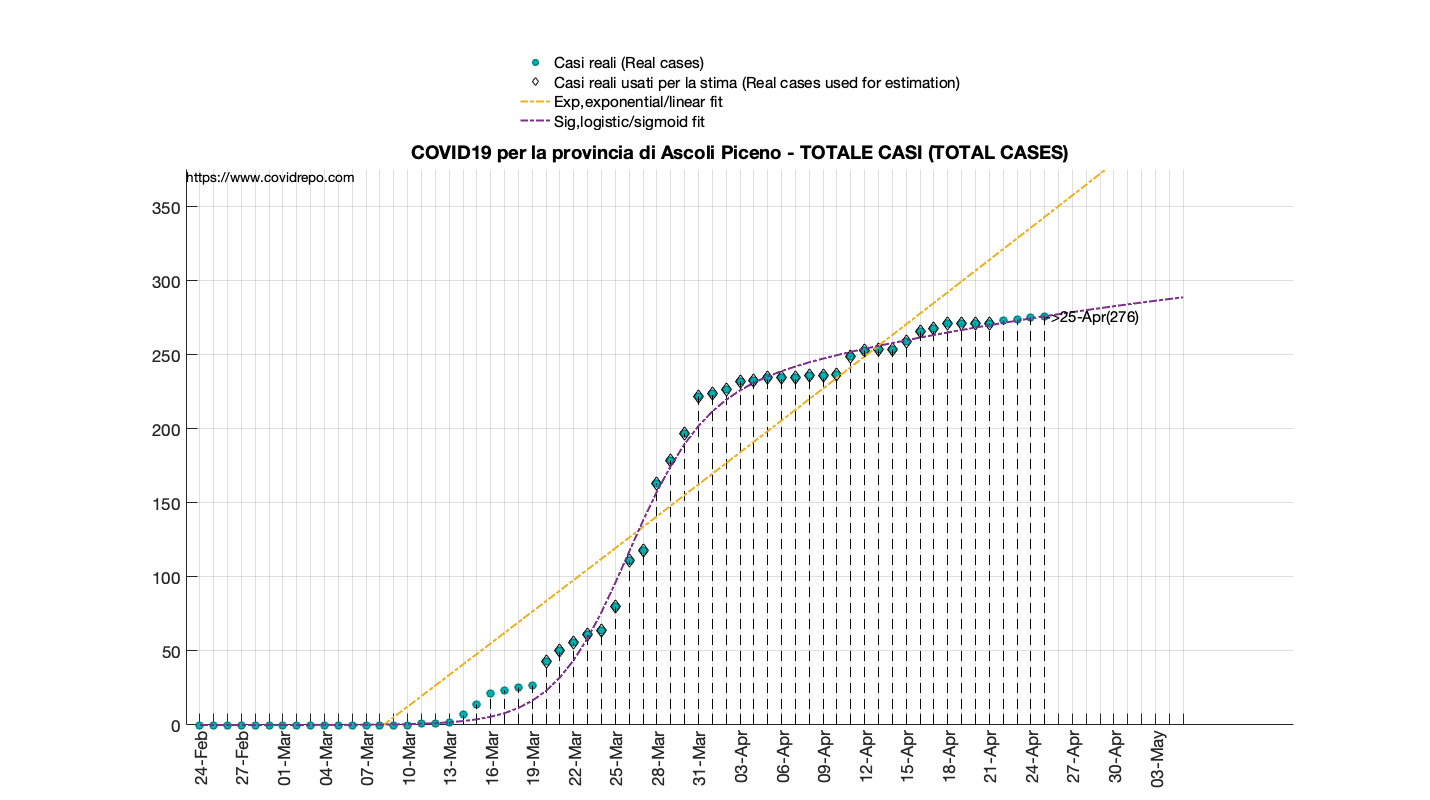 Casi reali (Real cases)
Casi reali usati per la stima (Real cases used for estimation)
Exp,exponential/linear fit
Sig,logistic/sigmoid fit
COVID19 per la provincia di Ascoli Piceno - TOTALE CASI (TOTAL CASES)
https://www.covidrepo.com
350
300
250
200
150
100
50
0
->25-Apr(276)
24-Feb
27-Feb
01-Mar
04-Mar
07-Mar
10-Mar
13-Mar
16-Mar
19-Mar
22-Mar
25-Mar
28-Mar
31-Mar
03-Apr
06-Apr
09-Apr
12-Apr
15-Apr
18-Apr
21-Apr
24-Apr
27-Apr
30-Apr
03-May